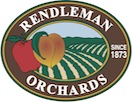 RENDLEMAN
SINCE
1873
ORCHARDS